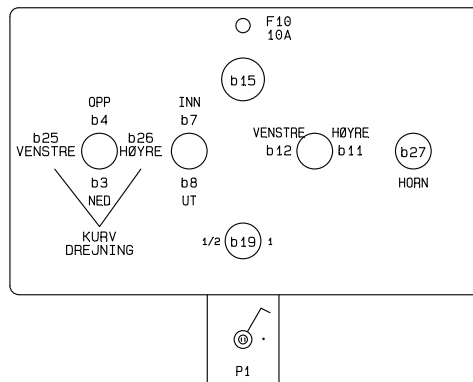 F10
10A
b15
OPP
b4
INN
b7
b25
VENSTRE
b26
HØYRE
VENSTRE
b12
HØYRE
b11
b27
b3
NED
b8
UT
HORN
KURV
DREJNING
1/2 b19 1
P1